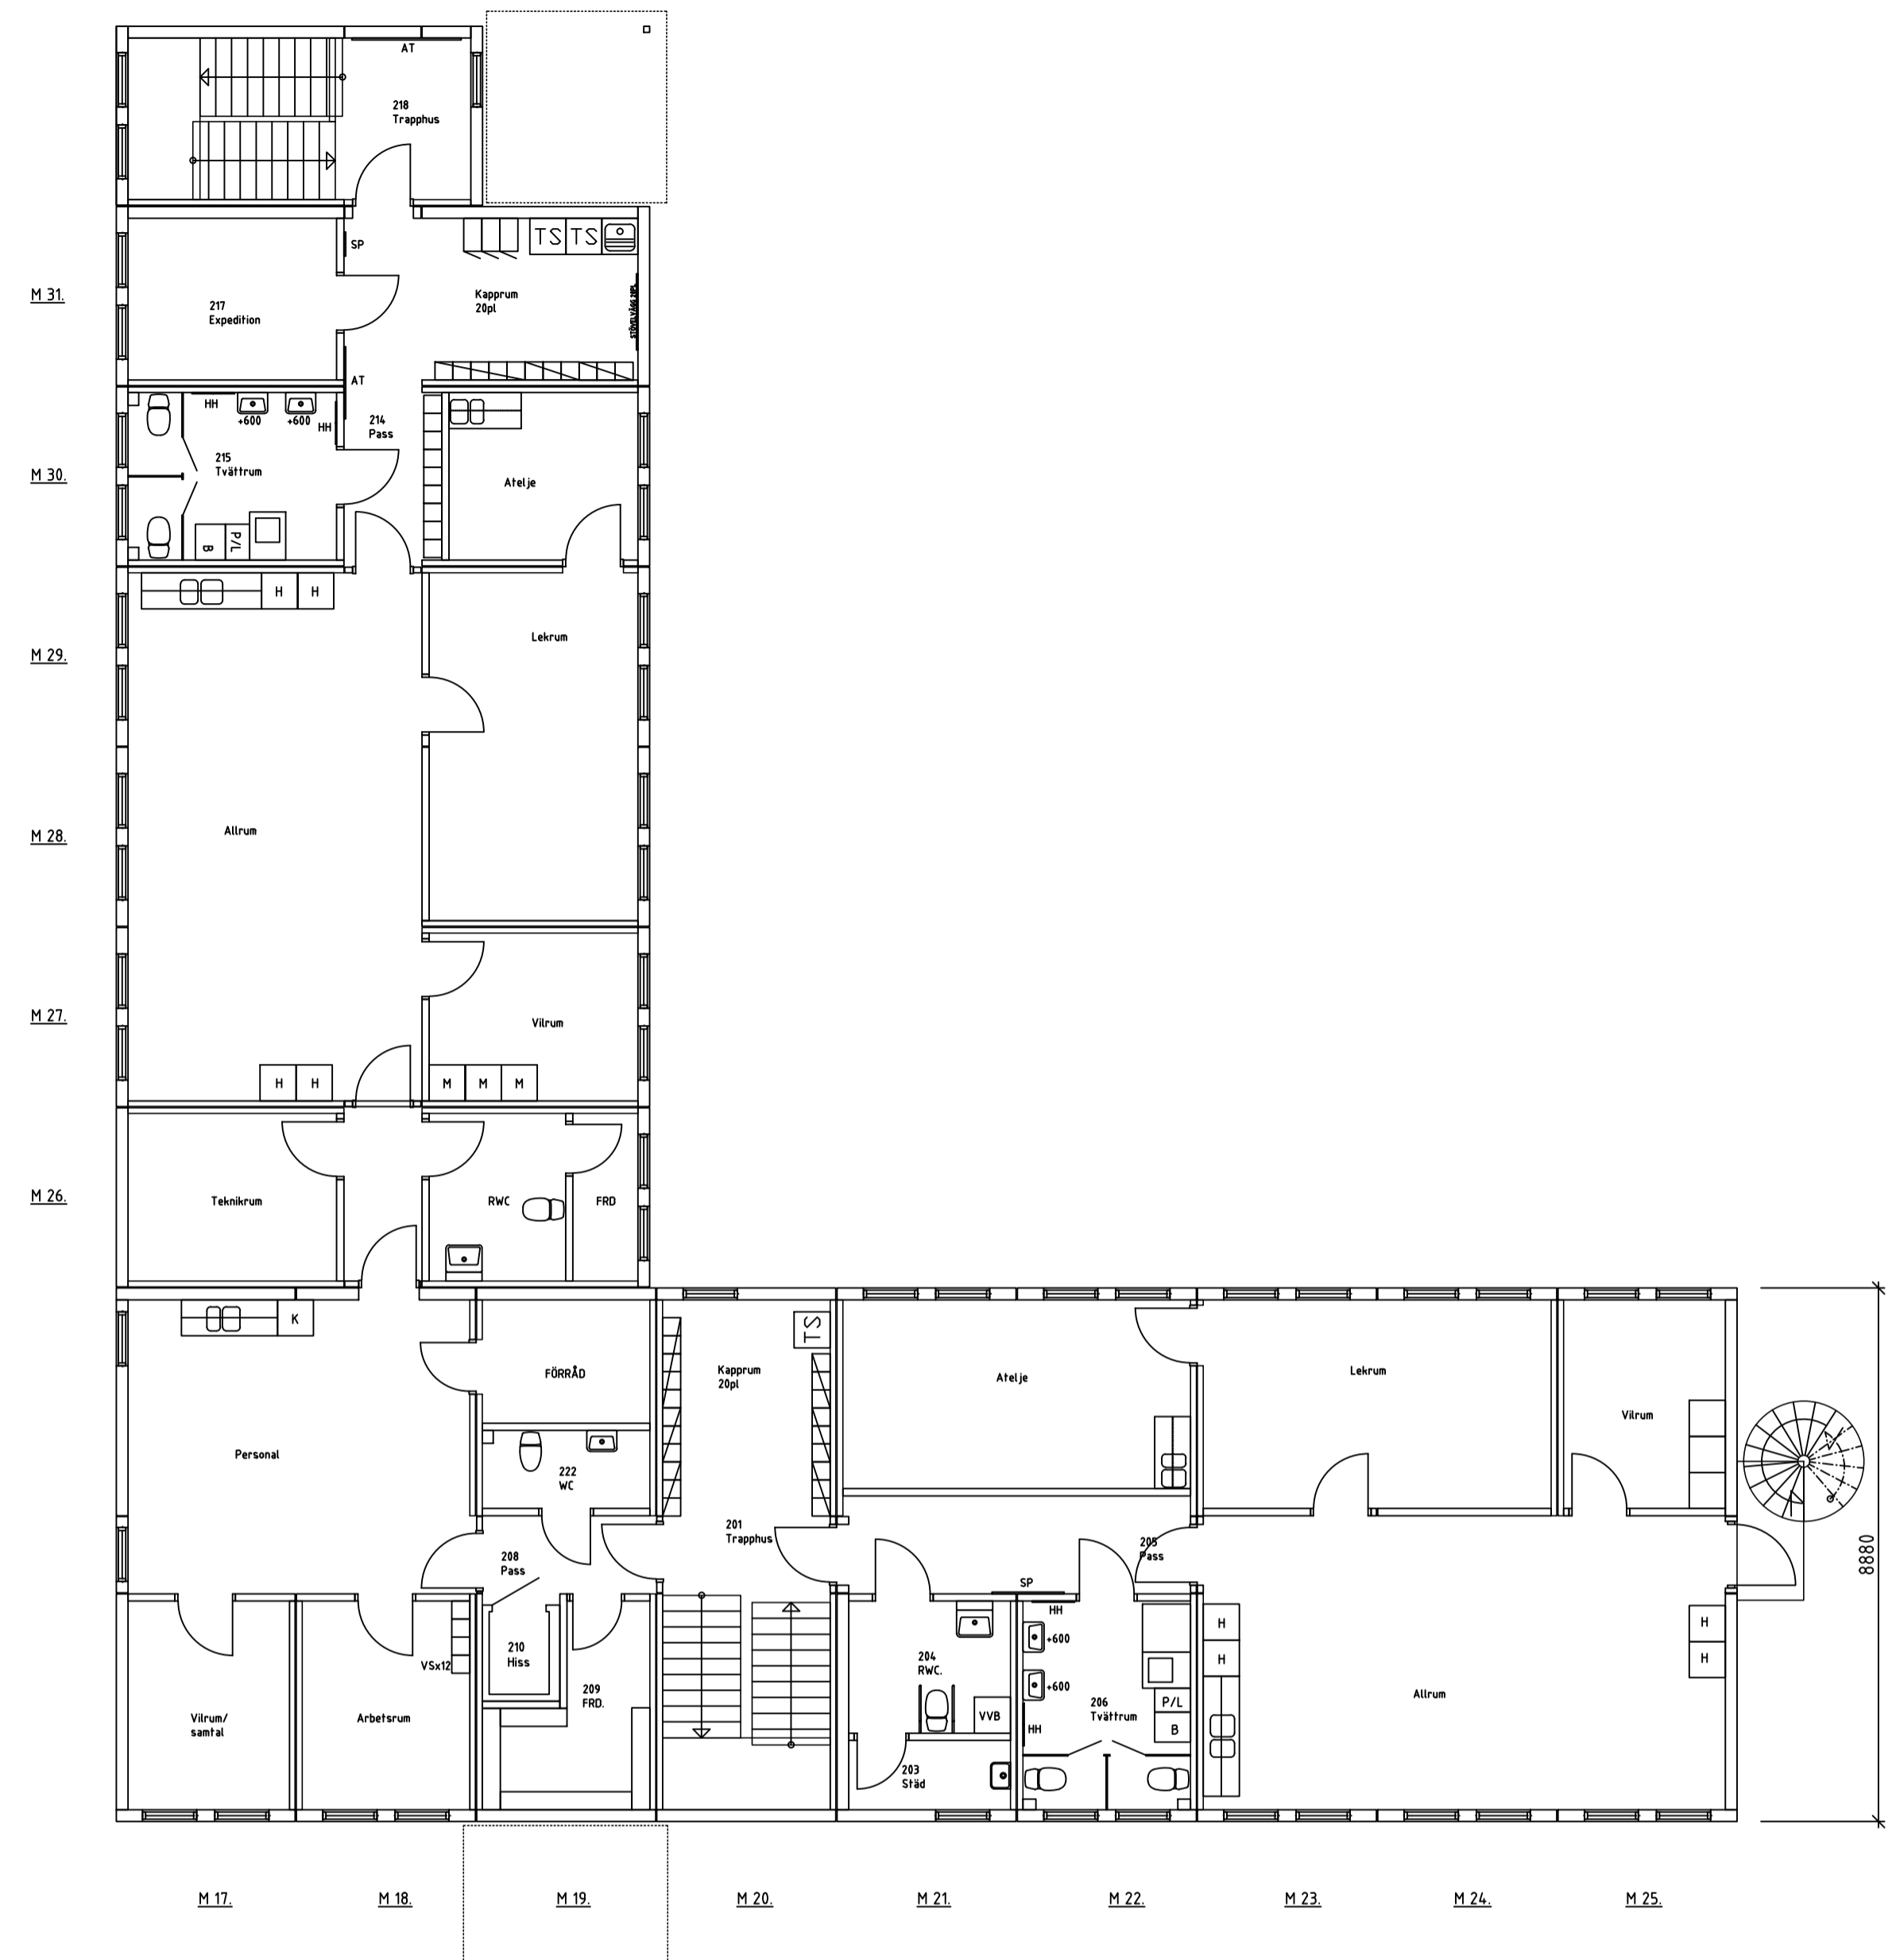 AT
218
Trapphus
SP
TS
TS
M 31.
217
Expedition
Kapprum
20pl
STÖVELVÄGG 20PL
AT
HH
+600
+600
HH
214
Pass
215
Tvättrum
M 30.
Atelje
B
P/L
H
H
Lekrum
M 29.
Allrum
M 28.
M 27.
Vilrum
H
H
M
M
M
M 26.
Teknikrum
RWC
FRD
K
TS
FÖRRÅD
Kapprum
20pl
Atelje
Lekrum
Vilrum
Personal
222
WC
201
Trapphus
205
Pass
208
Pass
8880
SP
HH
+600
H
H
H
H
210
Hiss
VSx12
204
RWC.
+600
209
FRD.
206
Tvättrum
P/L
Allrum
Vilrum/
samtal
Arbetsrum
VVB
HH
B
203
Städ
M 17.
M 18.
M 19.
M 20.
M 21.
M 22.
M 23.
M 24.
M 25.